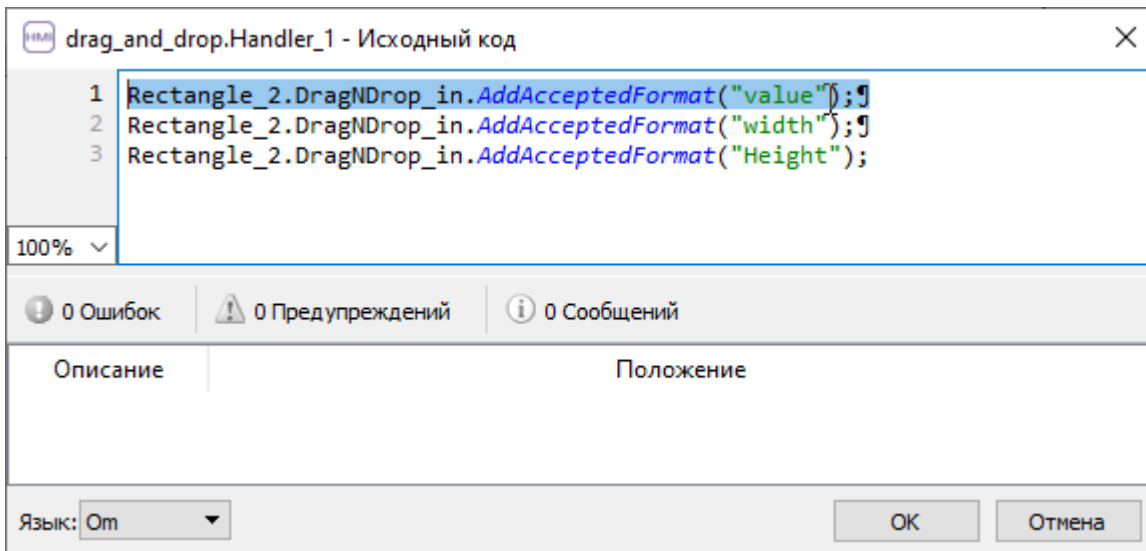 HMI drag_and_drop.Handler_1 - Исходный код
1 Rectangle_2.DragNDrop_in.AddAcceptedFormat("value");¶
2 Rectangle_2.DragNDrop_in.AddAcceptedFormat("width");¶
3 Rectangle_2.DragNDrop_in.AddAcceptedFormat("Height");
100%
0 Ошибок 0 Предупреждений 0 Сообщений
Описание Положение
Язык: Om OK Отмена